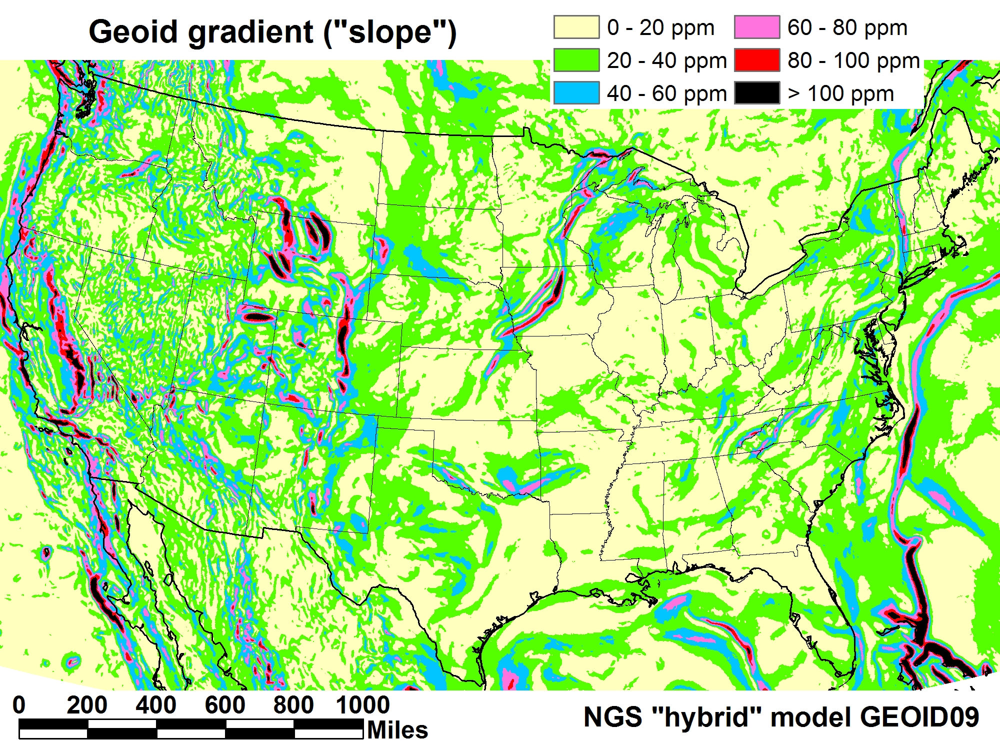 Geoid gradient ("slope")
0 - 20 ppm
20 - 40 ppm
40 - 60 ppm
60 - 80 ppm
80 - 100 ppm
> 100 ppm
0 200 400 600 800 1000
Miles
NGS "hybrid" model GEOID09